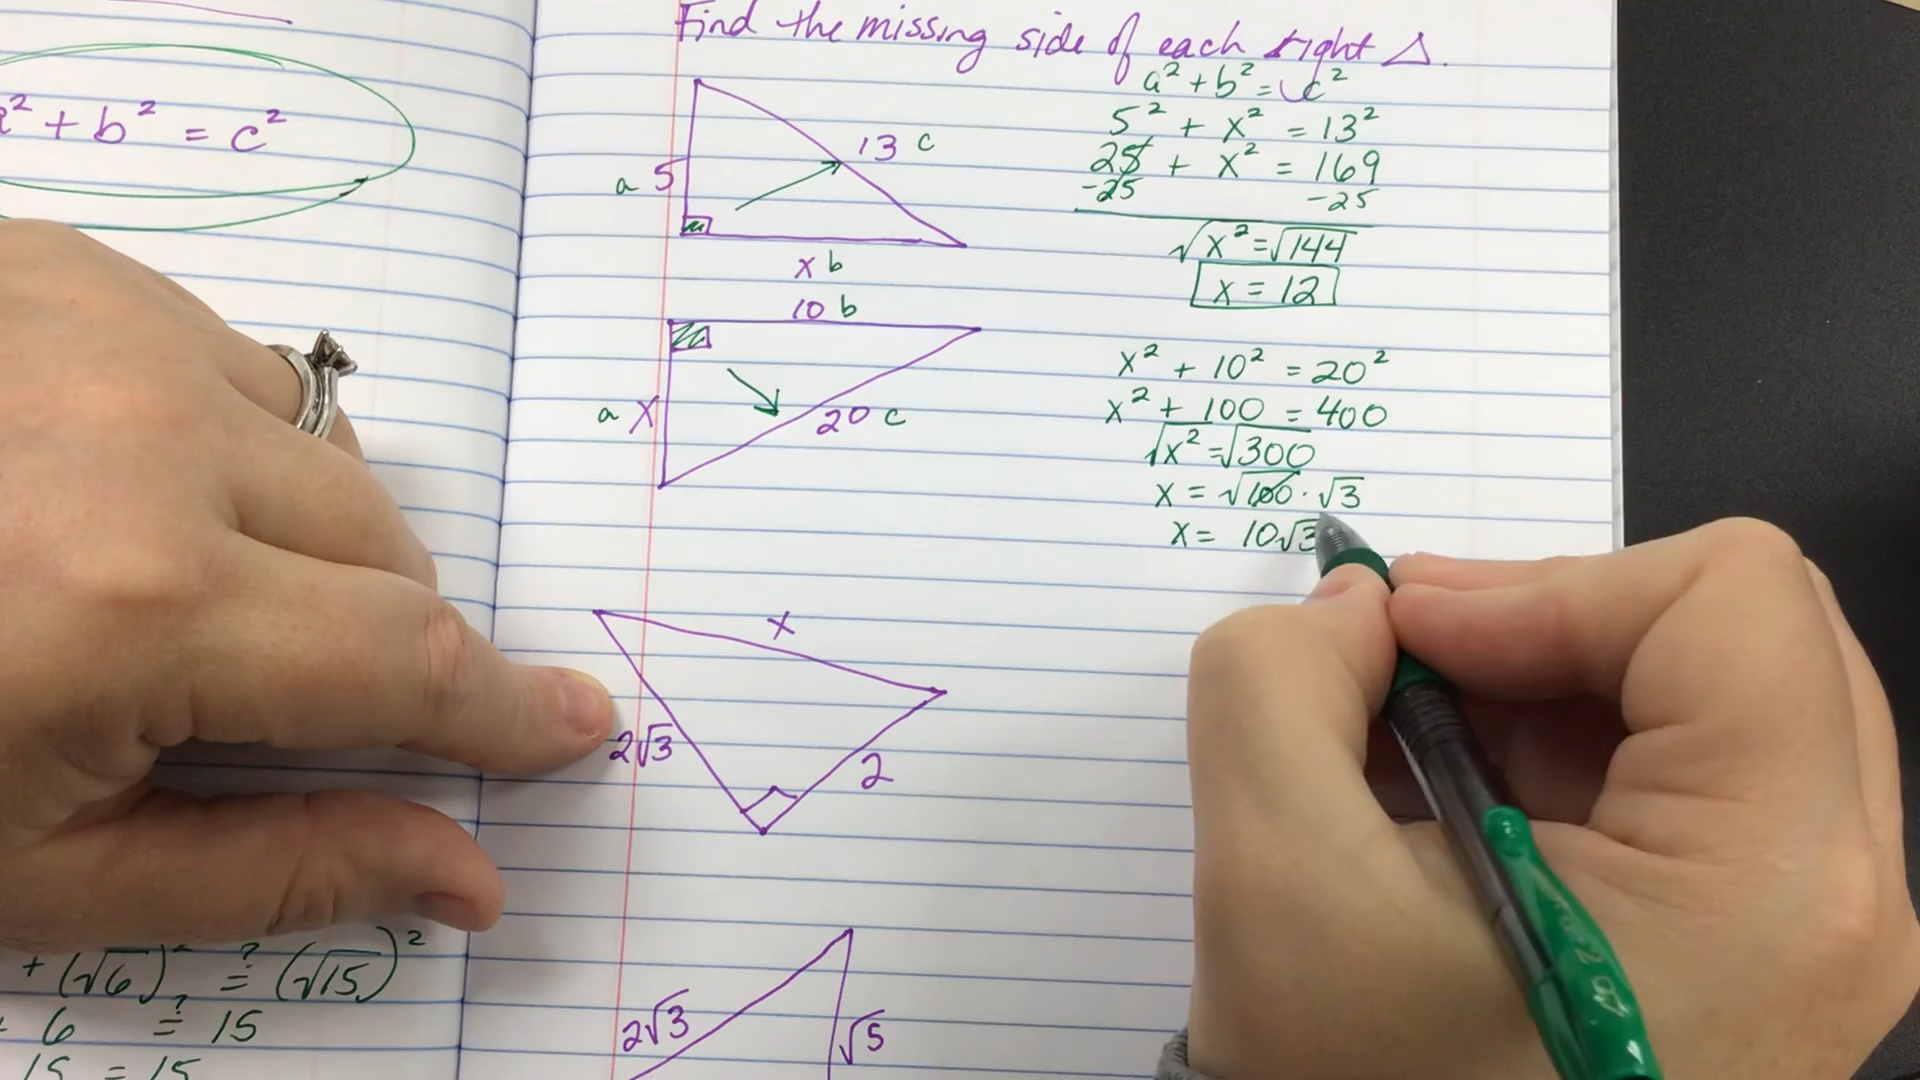 a² + b² = c²
+ (√6)² ≟ (√15)²
+ 6 ≟ 15
15 = 15
Find the missing side of each right △.
a² + b² = c²
5² + x² = 13²
25 + x² = 169
-25 -25
√x² = √144
x = 12
13 c
a 5
x b
10 b
a x
20 c
x² + 10² = 20²
x² + 100 = 400
√x² = √300
x = √100 · √3
x = 10√3
x
2√3
2
2√3
√5